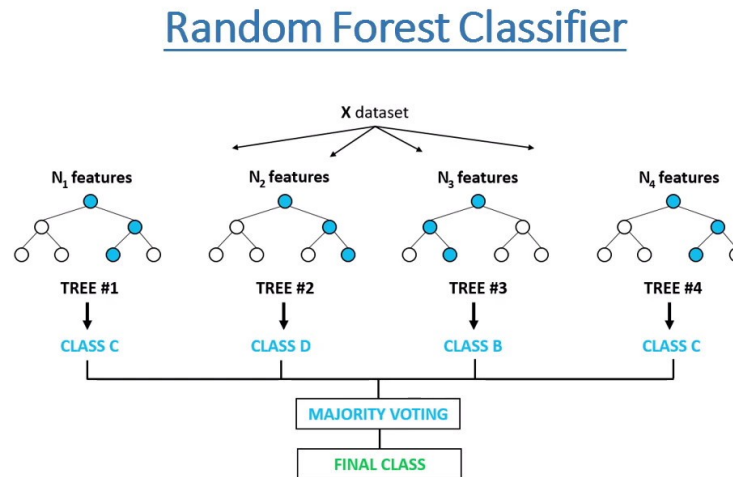 Random Forest Classifier
X dataset
N₁ features N₂ features N₃ features N₄ features
TREE #1 TREE #2 TREE #3 TREE #4
CLASS C CLASS D CLASS B CLASS C
MAJORITY VOTING
FINAL CLASS